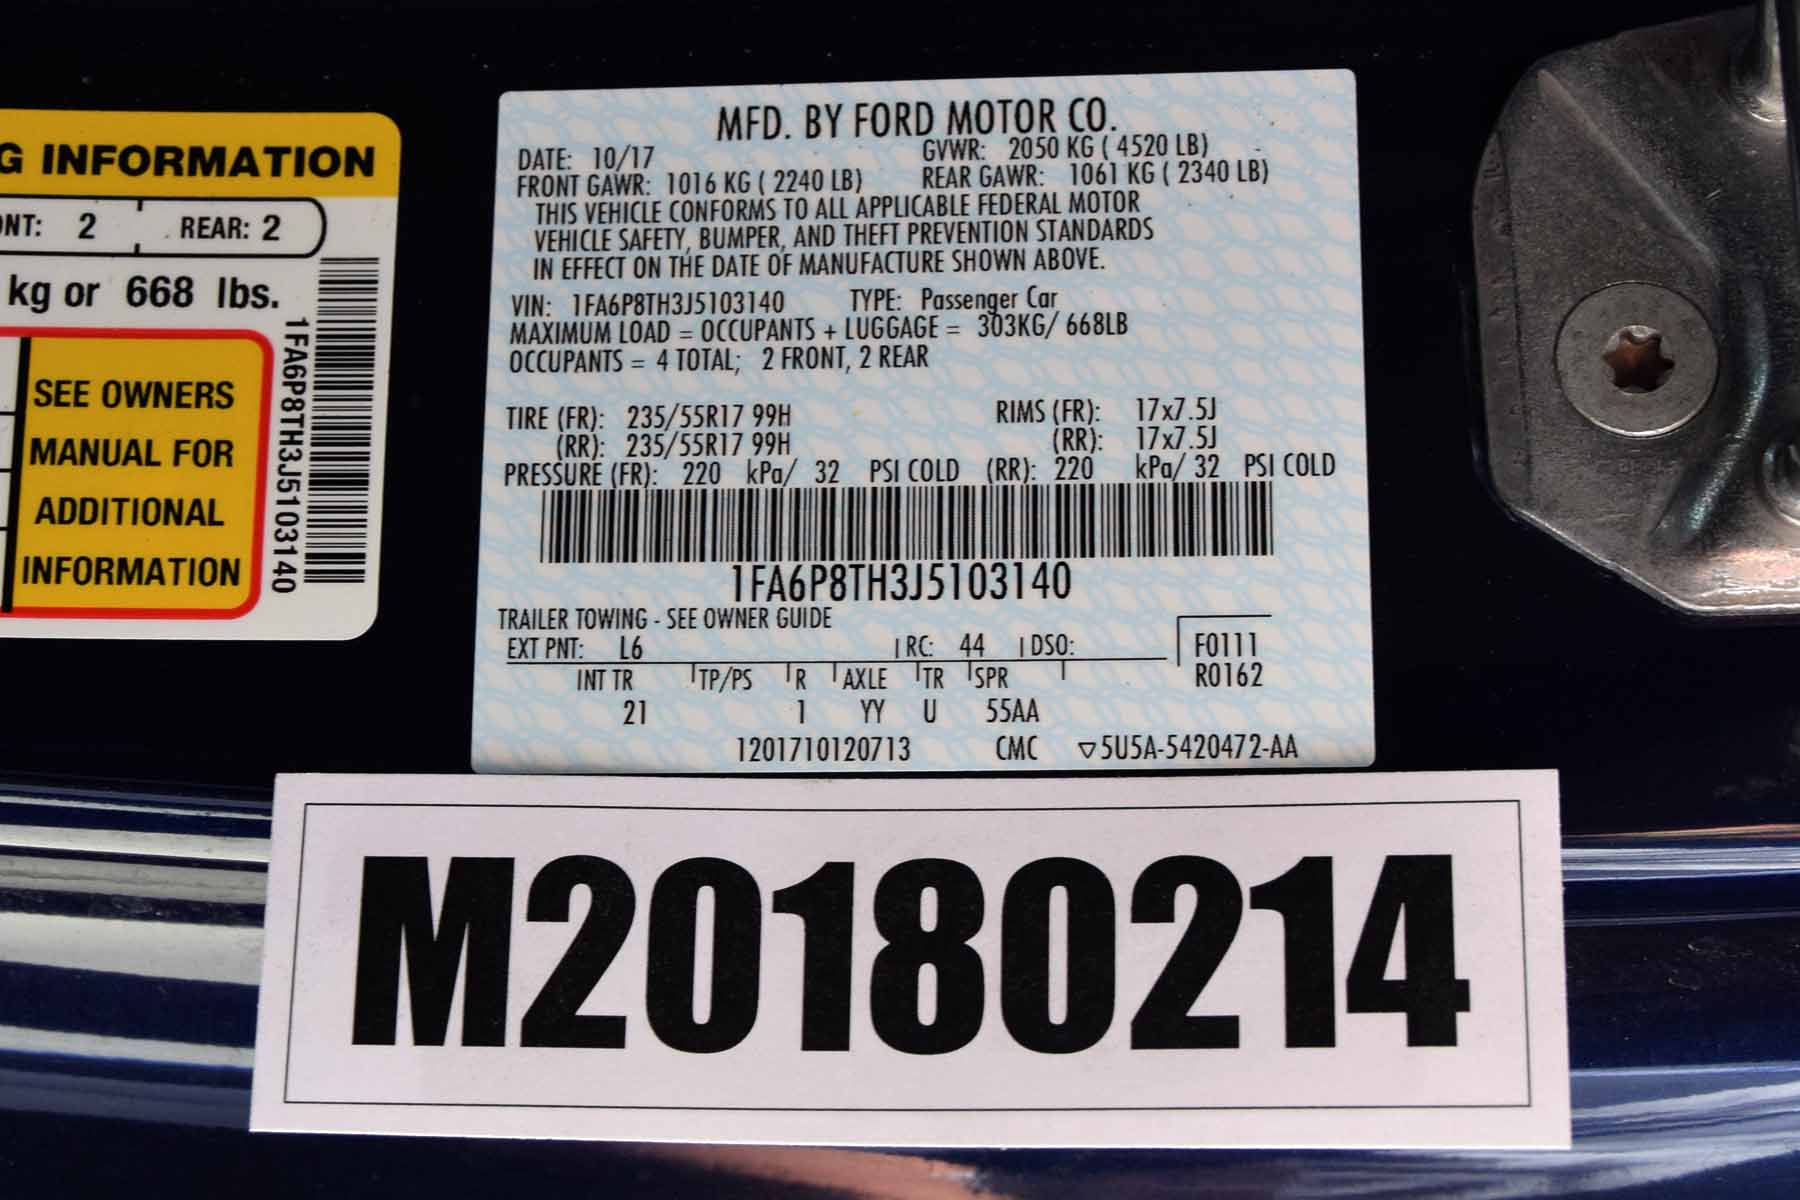 G INFORMATION
NT: 2 REAR: 2
kg or 668 lbs.
SEE OWNERS
MANUAL FOR
ADDITIONAL
INFORMATION
1FA6P8TH3J5103140
MFD. BY FORD MOTOR CO.
DATE: 10/17 GVWR: 2050 KG ( 4520 LB)
FRONT GAWR: 1016 KG ( 2240 LB) REAR GAWR: 1061 KG ( 2340 LB)
THIS VEHICLE CONFORMS TO ALL APPLICABLE FEDERAL MOTOR
VEHICLE SAFETY, BUMPER, AND THEFT PREVENTION STANDARDS
IN EFFECT ON THE DATE OF MANUFACTURE SHOWN ABOVE.
VIN: 1FA6P8TH3J5103140 TYPE: Passenger Car
MAXIMUM LOAD = OCCUPANTS + LUGGAGE = 303KG/ 668LB
OCCUPANTS = 4 TOTAL; 2 FRONT, 2 REAR
TIRE (FR): 235/55R17 99H RIMS (FR): 17x7.5J
(RR): 235/55R17 99H (RR): 17x7.5J
PRESSURE (FR): 220 kPa/ 32 PSI COLD (RR): 220 kPa/ 32 PSI COLD
1FA6P8TH3J5103140
TRAILER TOWING - SEE OWNER GUIDE
EXT PNT: L6 RC: 44 DSO: F0111
INT TR TP/PS R AXLE TR SPR R0162
21 1 YY U 55AA
1201710120713 CMC ▽5U5A-5420472-AA
M20180214